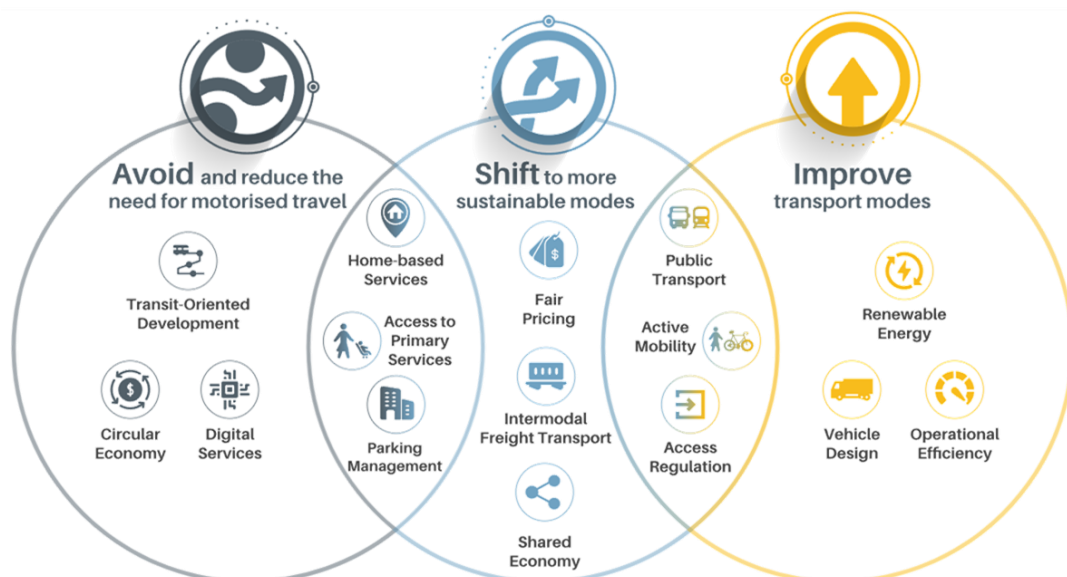 Avoid and reduce the
need for motorised travel
Transit-Oriented
Development
Circular
Economy
Digital
Services
Home-based
Services
Access to
Primary
Services
Parking
Management
Shift to more
sustainable modes
Fair
Pricing
Intermodal
Freight Transport
Shared
Economy
Public
Transport
Active
Mobility
Access
Regulation
Improve
transport modes
Renewable
Energy
Vehicle
Design
Operational
Efficiency